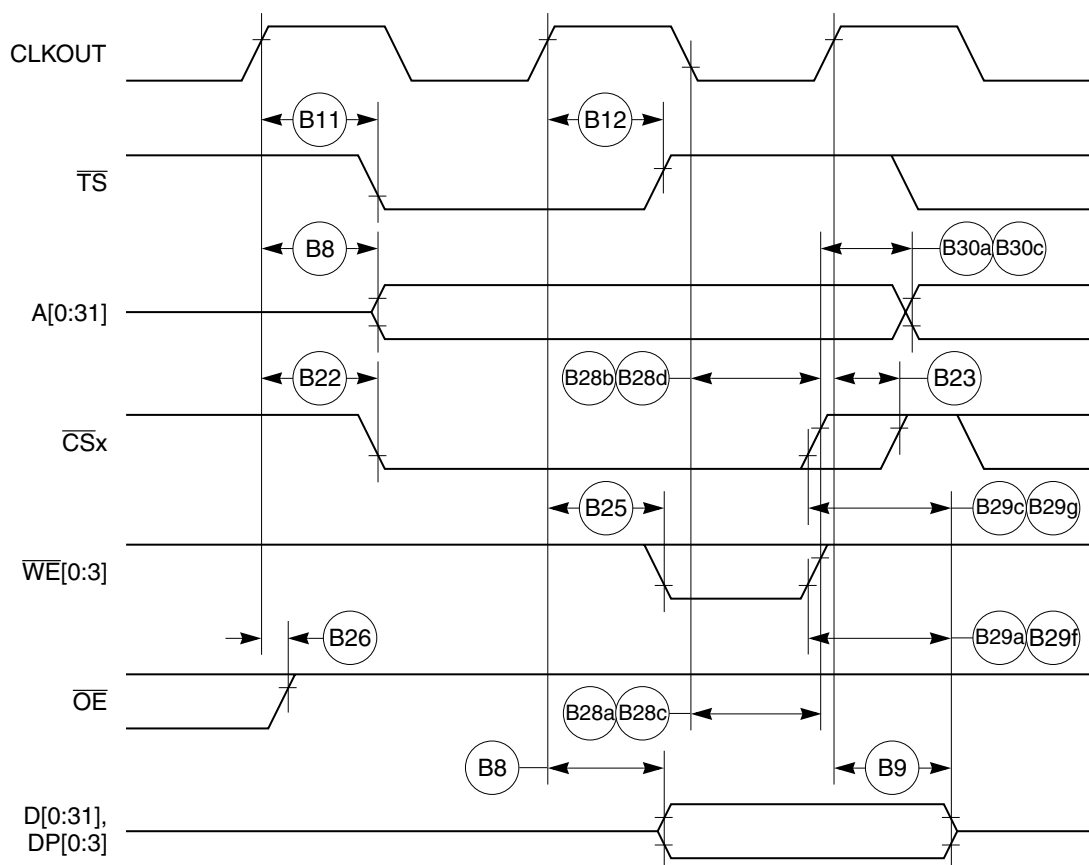 CLKOUT
B11 B12
TS
B8 B30a B30c
A[0:31]
B22 B28b B28d B23
CSx
B25 B29c B29g
WE[0:3]
B26 B29a B29f
OE
B28a B28c
B8 B9
D[0:31],
DP[0:3]